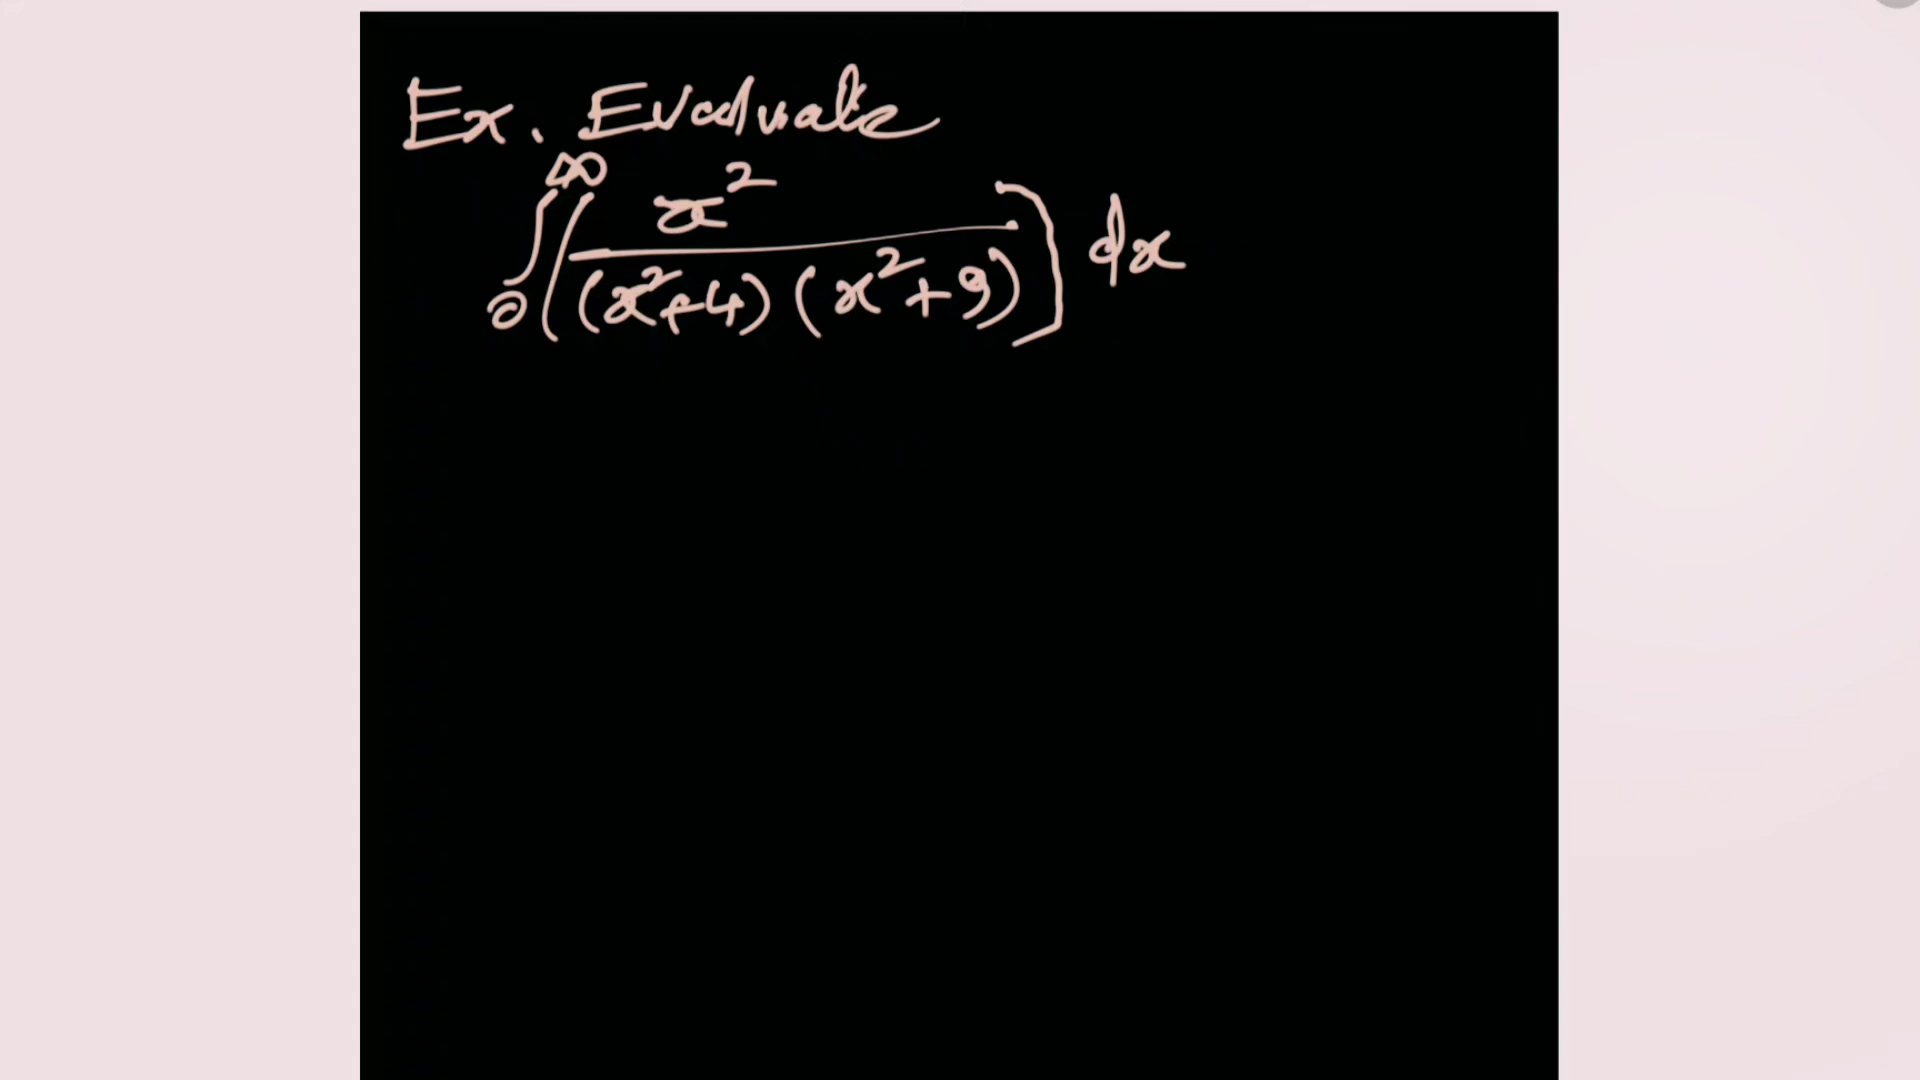 Ex. Evaluate
∫₀^∞ [x² / ((x²+4)(x²+9))] dx